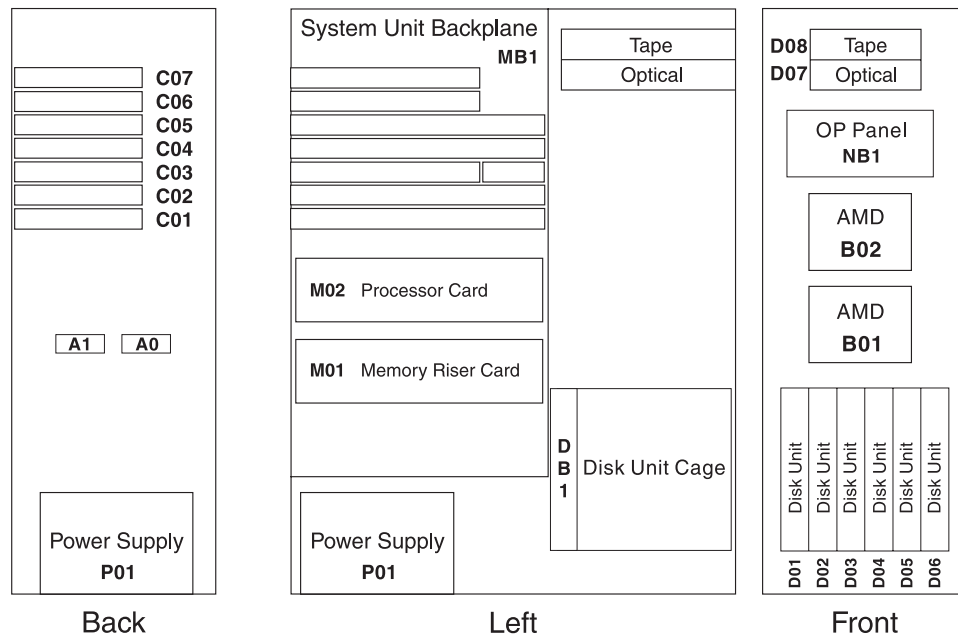 C07
C06
C05
C04
C03
C02
C01
A1 A0
Power Supply
P01
Back
System Unit Backplane
MB1
Tape
Optical
M02 Processor Card
M01 Memory Riser Card
D
B
1
Disk Unit Cage
Power Supply
P01
Left
D08 Tape
D07 Optical
OP Panel
NB1
AMD
B02
AMD
B01
Disk Unit
Disk Unit
Disk Unit
Disk Unit
Disk Unit
Disk Unit
D01
D02
D03
D04
D05
D06
Front